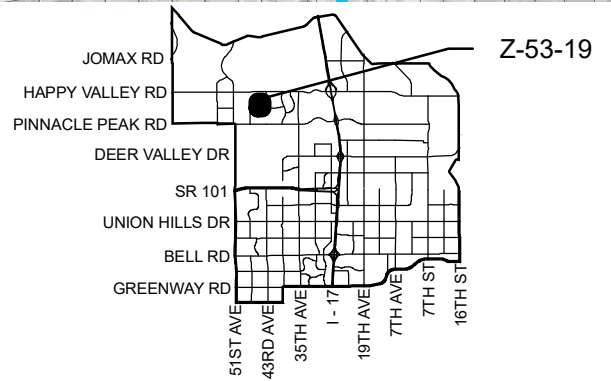 Z-53-19
JOMAX RD
HAPPY VALLEY RD
PINNACLE PEAK RD
DEER VALLEY DR
SR 101
UNION HILLS DR
BELL RD
GREENWAY RD
51ST AVE
43RD AVE
35TH AVE
I - 17
19TH AVE
7TH AVE
7TH ST
16TH ST